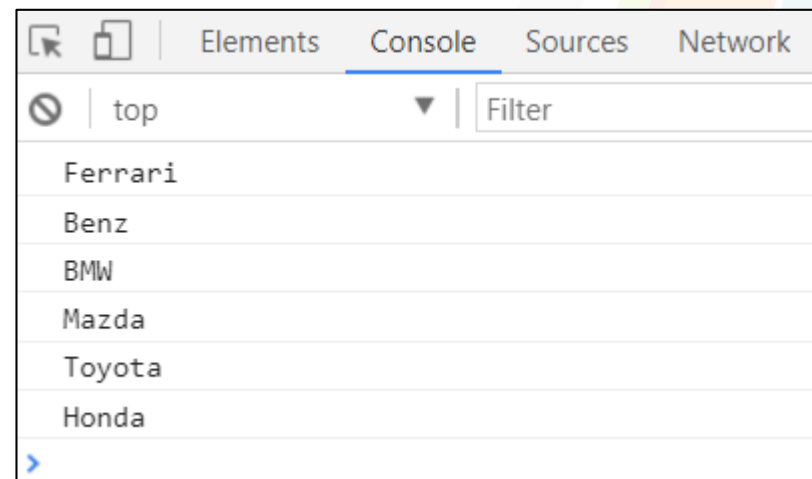 Elements Console Sources Network
top Filter
Ferrari
Benz
BMW
Mazda
Toyota
Honda